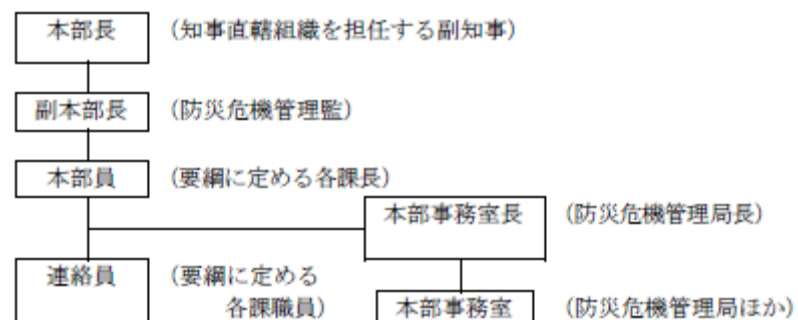 本部長 （知事直轄組織を担任する副知事）
副本部長 （防災危機管理監）
本部員 （要綱に定める各課長）
本部事務室長 （防災危機管理局長）
連絡員 （要綱に定める
各課職員）
本部事務室 （防災危機管理局ほか）